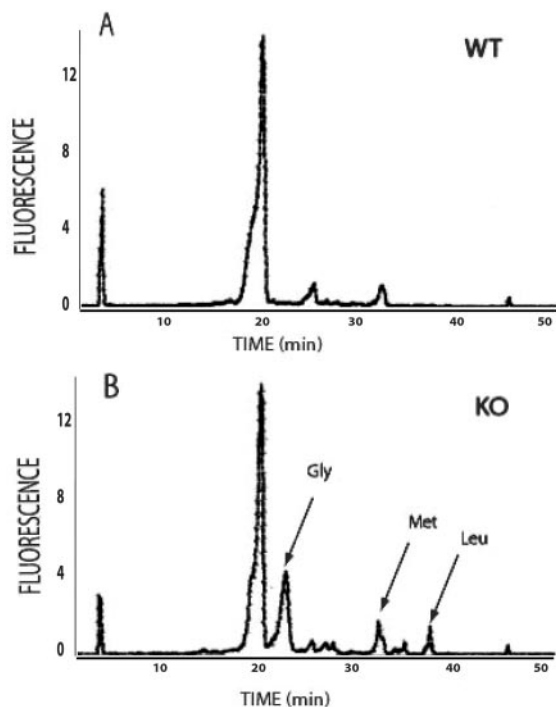 A
WT
FLUORESCENCE
12
8
4
0
10 20 30 40 50
TIME (min)
B
KO
FLUORESCENCE
12
8
4
0
Gly
Met
Leu
10 20 30 40 50
TIME (min)